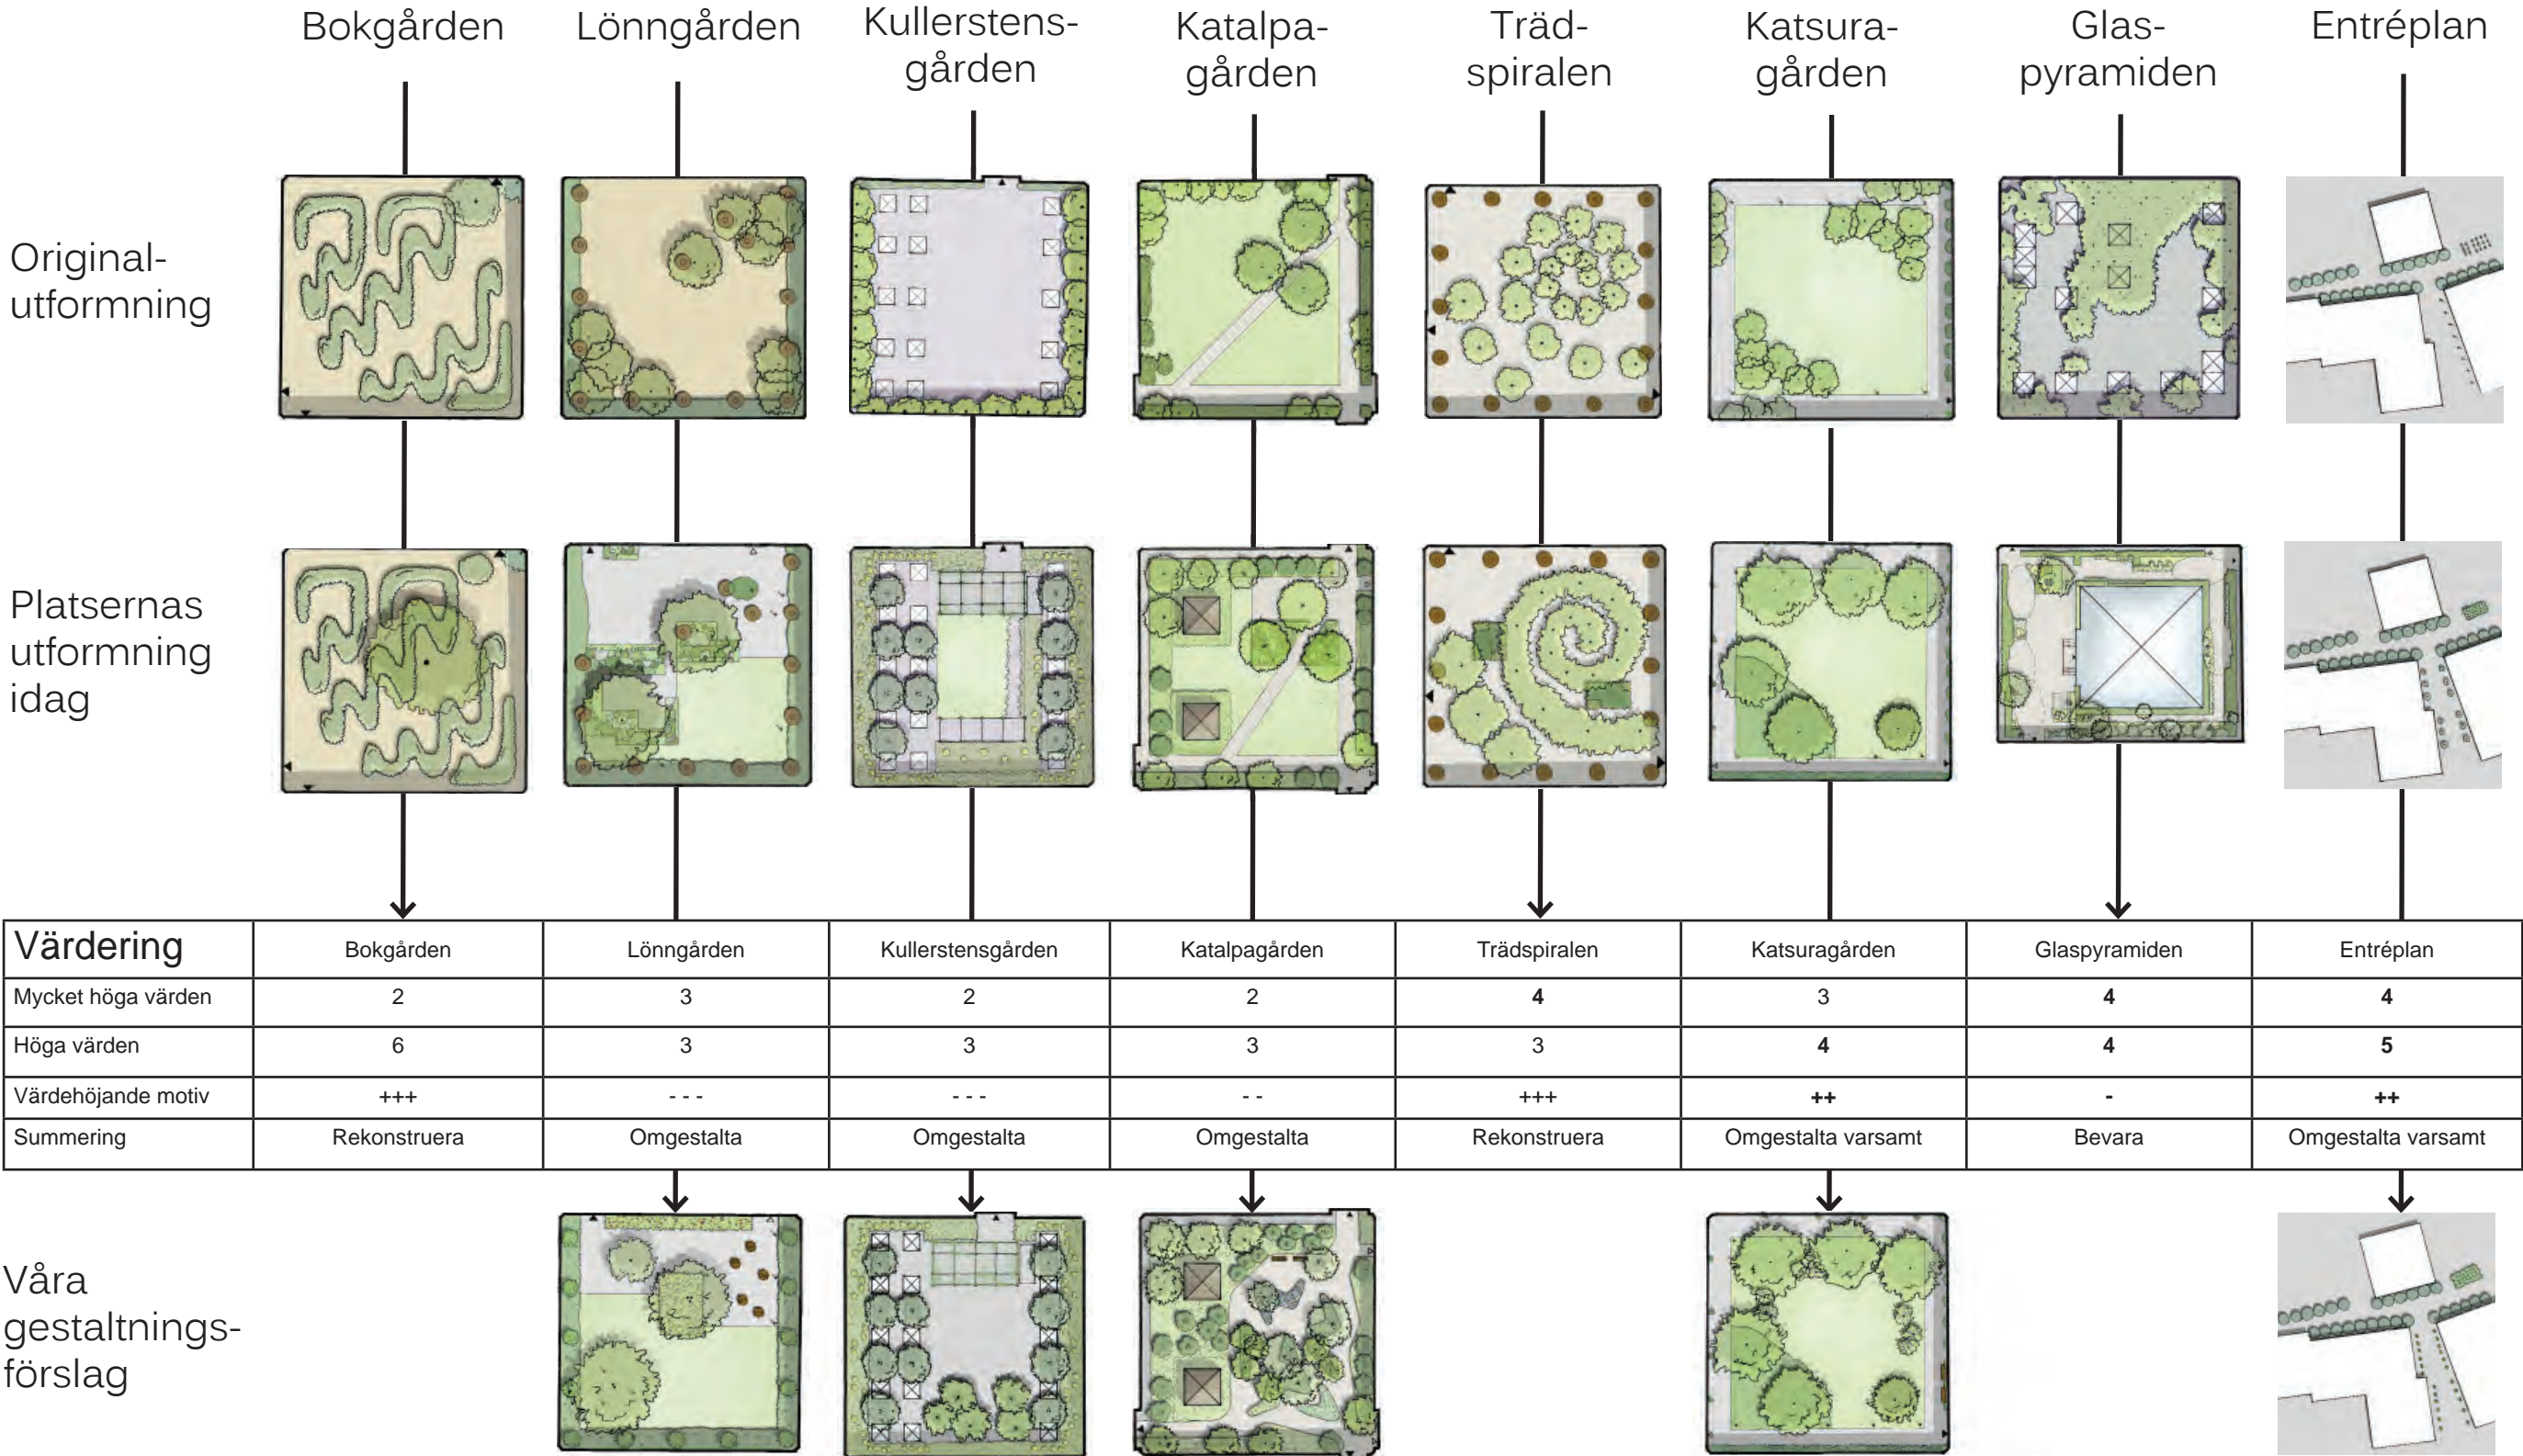 Bokgården Lönngården Kullerstens- Katalpa- Träd- Katsura- Glas- Entréplan
gården gården spiralen gården pyramiden
Original-
utformning
Platsernas
utformning
idag
Värdering Bokgården Lönngården Kullerstensgården Katalpagården Trädspiralen Katsuragården Glaspyramiden Entréplan
Mycket höga värden 2 3 2 2 4 3 4 4
Höga värden 6 3 3 3 3 4 4 5
Värdehöjande motiv +++ - - - - - - - - +++ ++ - ++
Summering Rekonstruera Omgestalta Omgestalta Omgestalta Rekonstruera Omgestalta varsamt Bevara Omgestalta varsamt
Våra
gestaltnings-
förslag